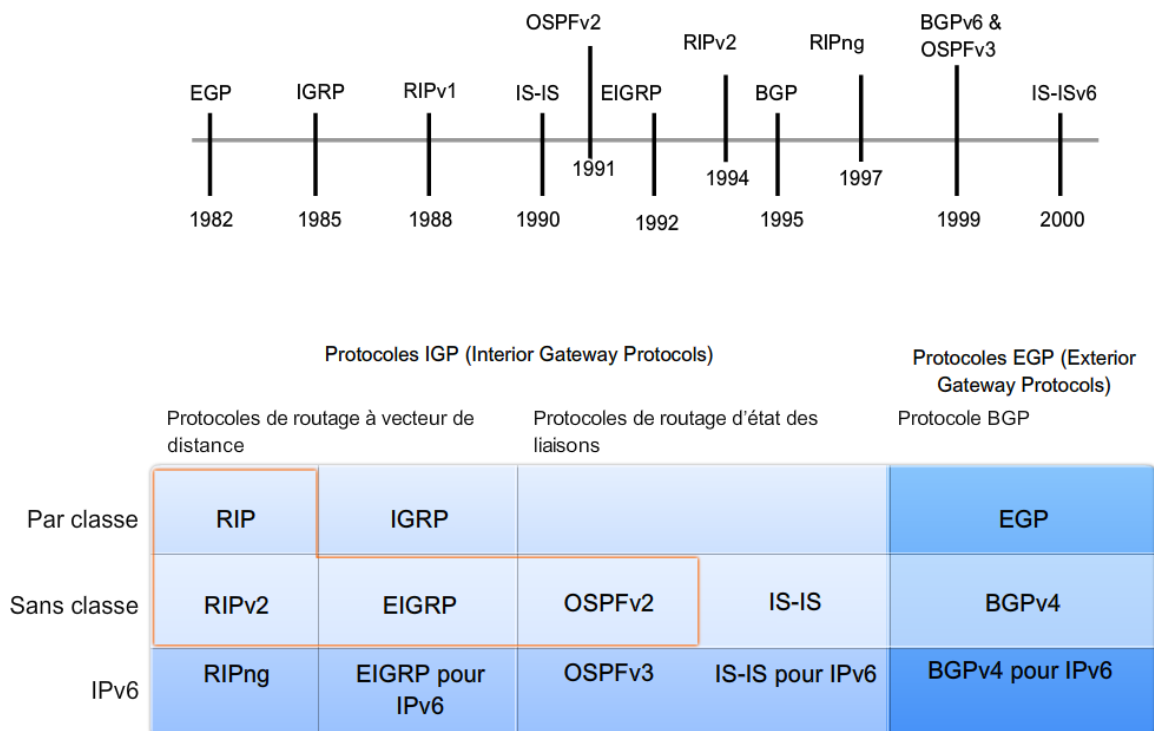 OSPFv2
BGPv6 &
OSPFv3
RIPv2
RIPng
EGP
IGRP
RIPv1
IS-IS
EIGRP
BGP
IS-ISv6
1991
1994
1997
1982
1985
1988
1990
1992
1995
1999
2000
Protocoles IGP (Interior Gateway Protocols)
Protocoles EGP (Exterior
Gateway Protocols)
Protocoles de routage à vecteur de
distance
Protocoles de routage d’état des
liaisons
Protocole BGP
Par classe
RIP
IGRP
EGP
Sans classe
RIPv2
EIGRP
OSPFv2
IS-IS
BGPv4
IPv6
RIPng
EIGRP pour
IPv6
OSPFv3
IS-IS pour IPv6
BGPv4 pour IPv6